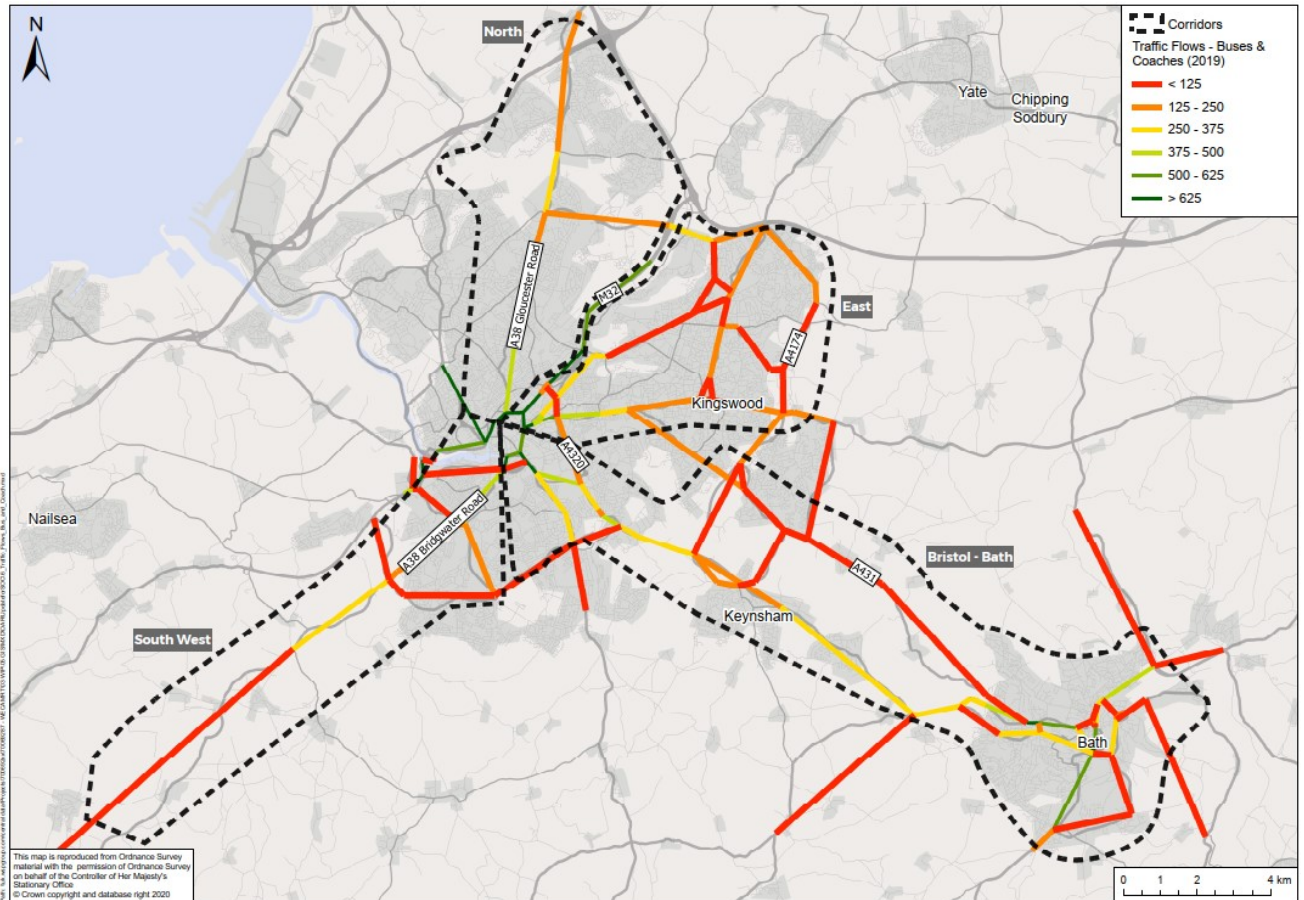 N
North
Corridors
Traffic Flows - Buses &
Coaches (2019)
< 125
125 - 250
250 - 375
375 - 500
500 - 625
> 625
Yate
Chipping
Sodbury
A38 Gloucester Road
M32
East
A4174
Kingswood
A4320
Nailsea
A38 Bridgwater Road
Bristol - Bath
A431
Keynsham
South West
Bath
This map is reproduced from Ordnance Survey
material with the permission of Ordnance Survey
on behalf of the Controller of Her Majesty's
Stationary Office
© Crown copyright and database right 2020
0 1 2 4 km